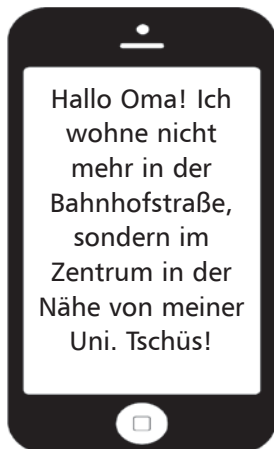 Hallo Oma! Ich
wohne nicht
mehr in der
Bahnhofstraße,
sondern im
Zentrum in der
Nähe von meiner
Uni. Tschüs!